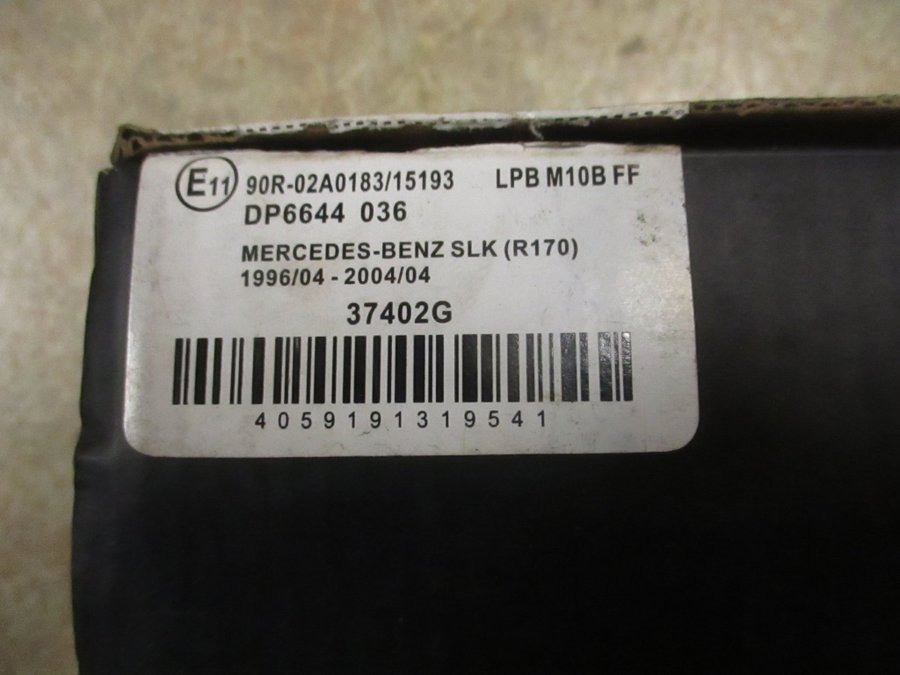 E11 90R-02A0183/15193 LPB M10B FF
DP6644 036
MERCEDES-BENZ SLK (R170)
1996/04 - 2004/04
37402G
4059191319541